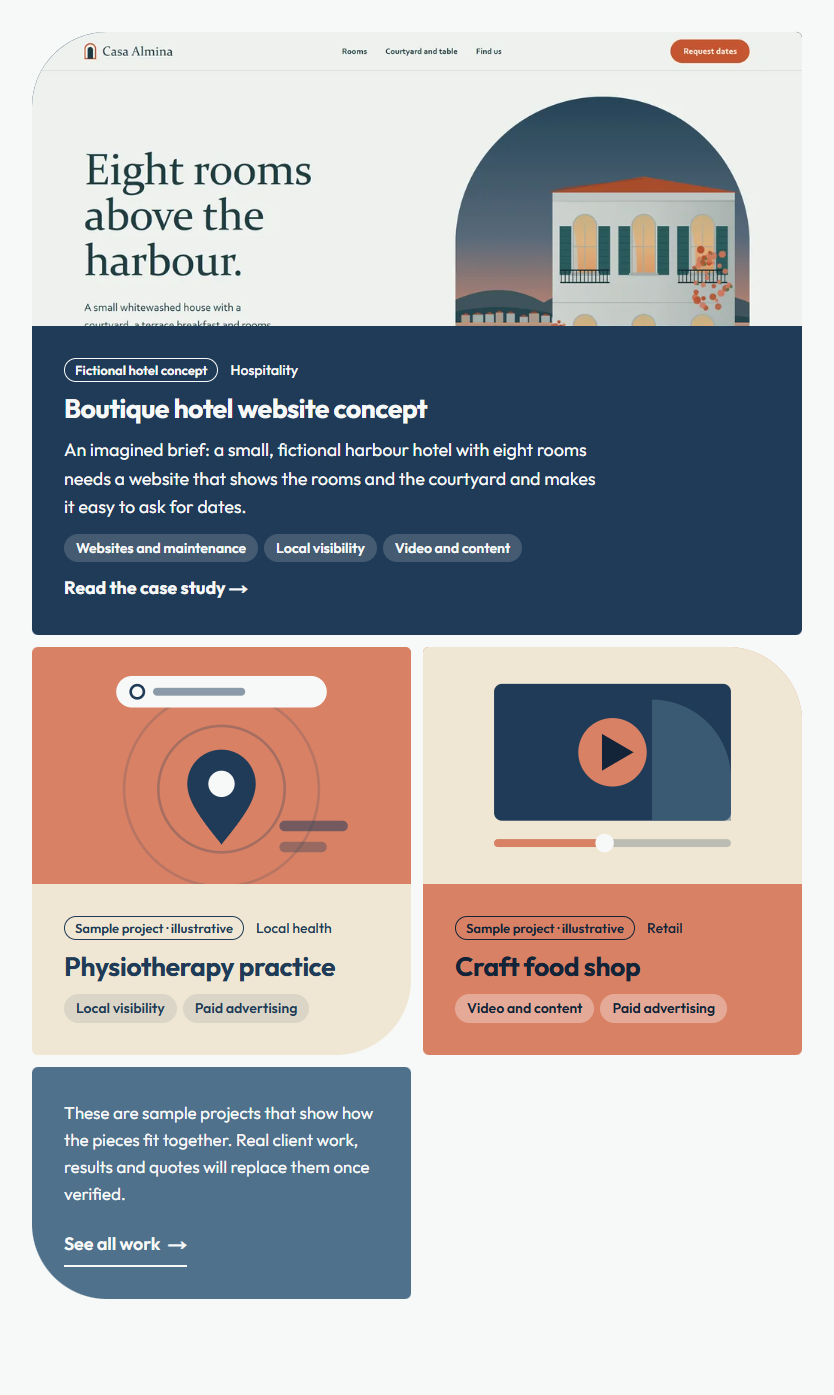 Casa Almina
Rooms Courtyard and table Find us
Request dates
Eight rooms
above the
harbour.
A small whitewashed house with a
courtyard, a terrace breakfast and rooms
Fictional hotel concept Hospitality
Boutique hotel website concept
An imagined brief: a small, fictional harbour hotel with eight rooms
needs a website that shows the rooms and the courtyard and makes
it easy to ask for dates.
Websites and maintenance Local visibility Video and content
Read the case study →
Sample project · illustrative Local health
Physiotherapy practice
Local visibility Paid advertising
Sample project · illustrative Retail
Craft food shop
Video and content Paid advertising
These are sample projects that show how
the pieces fit together. Real client work,
results and quotes will replace them once
verified.
See all work →